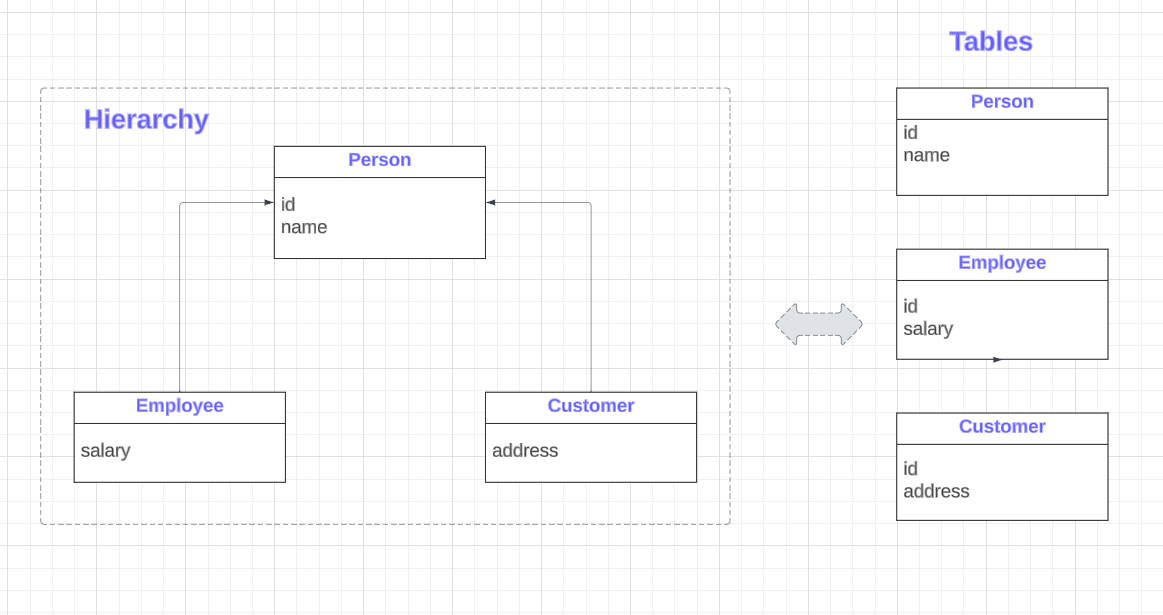 Hierarchy
Person
id
name
Employee
salary
Customer
address
Tables
Person
id
name
Employee
id
salary
Customer
id
address